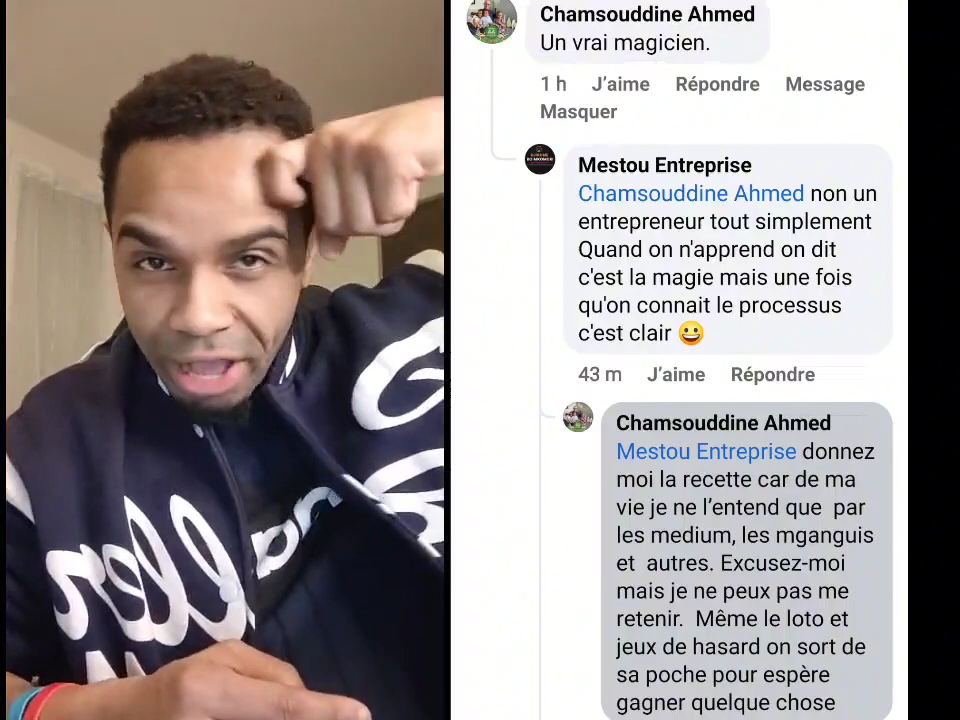 Chamsouddine Ahmed
Un vrai magicien.
1 h J'aime Répondre Message
Masquer
Mestou Entreprise
Chamsouddine Ahmed non un
entrepreneur tout simplement
Quand on n'apprend on dit
c'est la magie mais une fois
qu'on connait le processus
c'est clair 😀
43 m J'aime Répondre
Chamsouddine Ahmed
Mestou Entreprise donnez
moi la recette car de ma
vie je ne l'entend que par
les medium, les mganguis
et autres. Excusez-moi
mais je ne peux pas me
retenir. Même le loto et
jeux de hasard on sort de
sa poche pour espère
gagner quelque chose